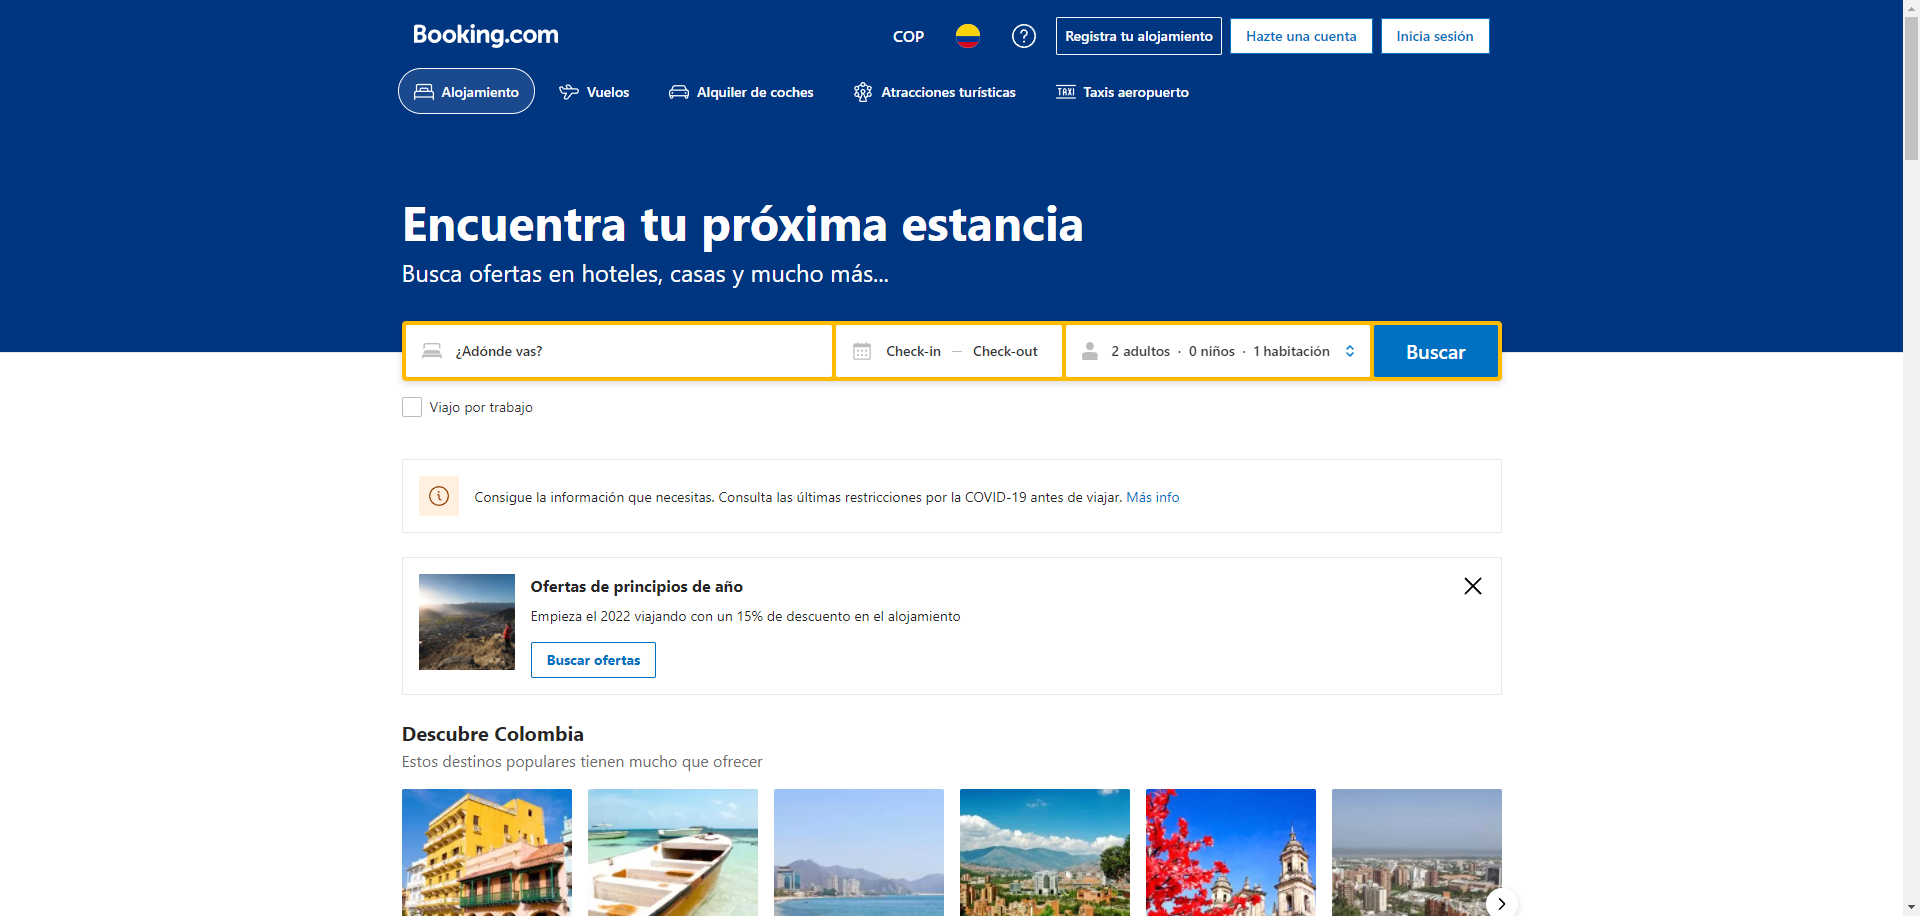 Booking.com
COP
Registra tu alojamiento
Hazte una cuenta
Inicia sesión
Alojamiento
Vuelos
Alquiler de coches
Atracciones turísticas
TAXI
Taxis aeropuerto
Encuentra tu próxima estancia
Busca ofertas en hoteles, casas y mucho más...
¿Adónde vas?
Check-in — Check-out
2 adultos · 0 niños · 1 habitación
Buscar
Viajo por trabajo
Consigue la información que necesitas. Consulta las últimas restricciones por la COVID-19 antes de viajar. Más info
Ofertas de principios de año
Empieza el 2022 viajando con un 15% de descuento en el alojamiento
Buscar ofertas
Descubre Colombia
Estos destinos populares tienen mucho que ofrecer